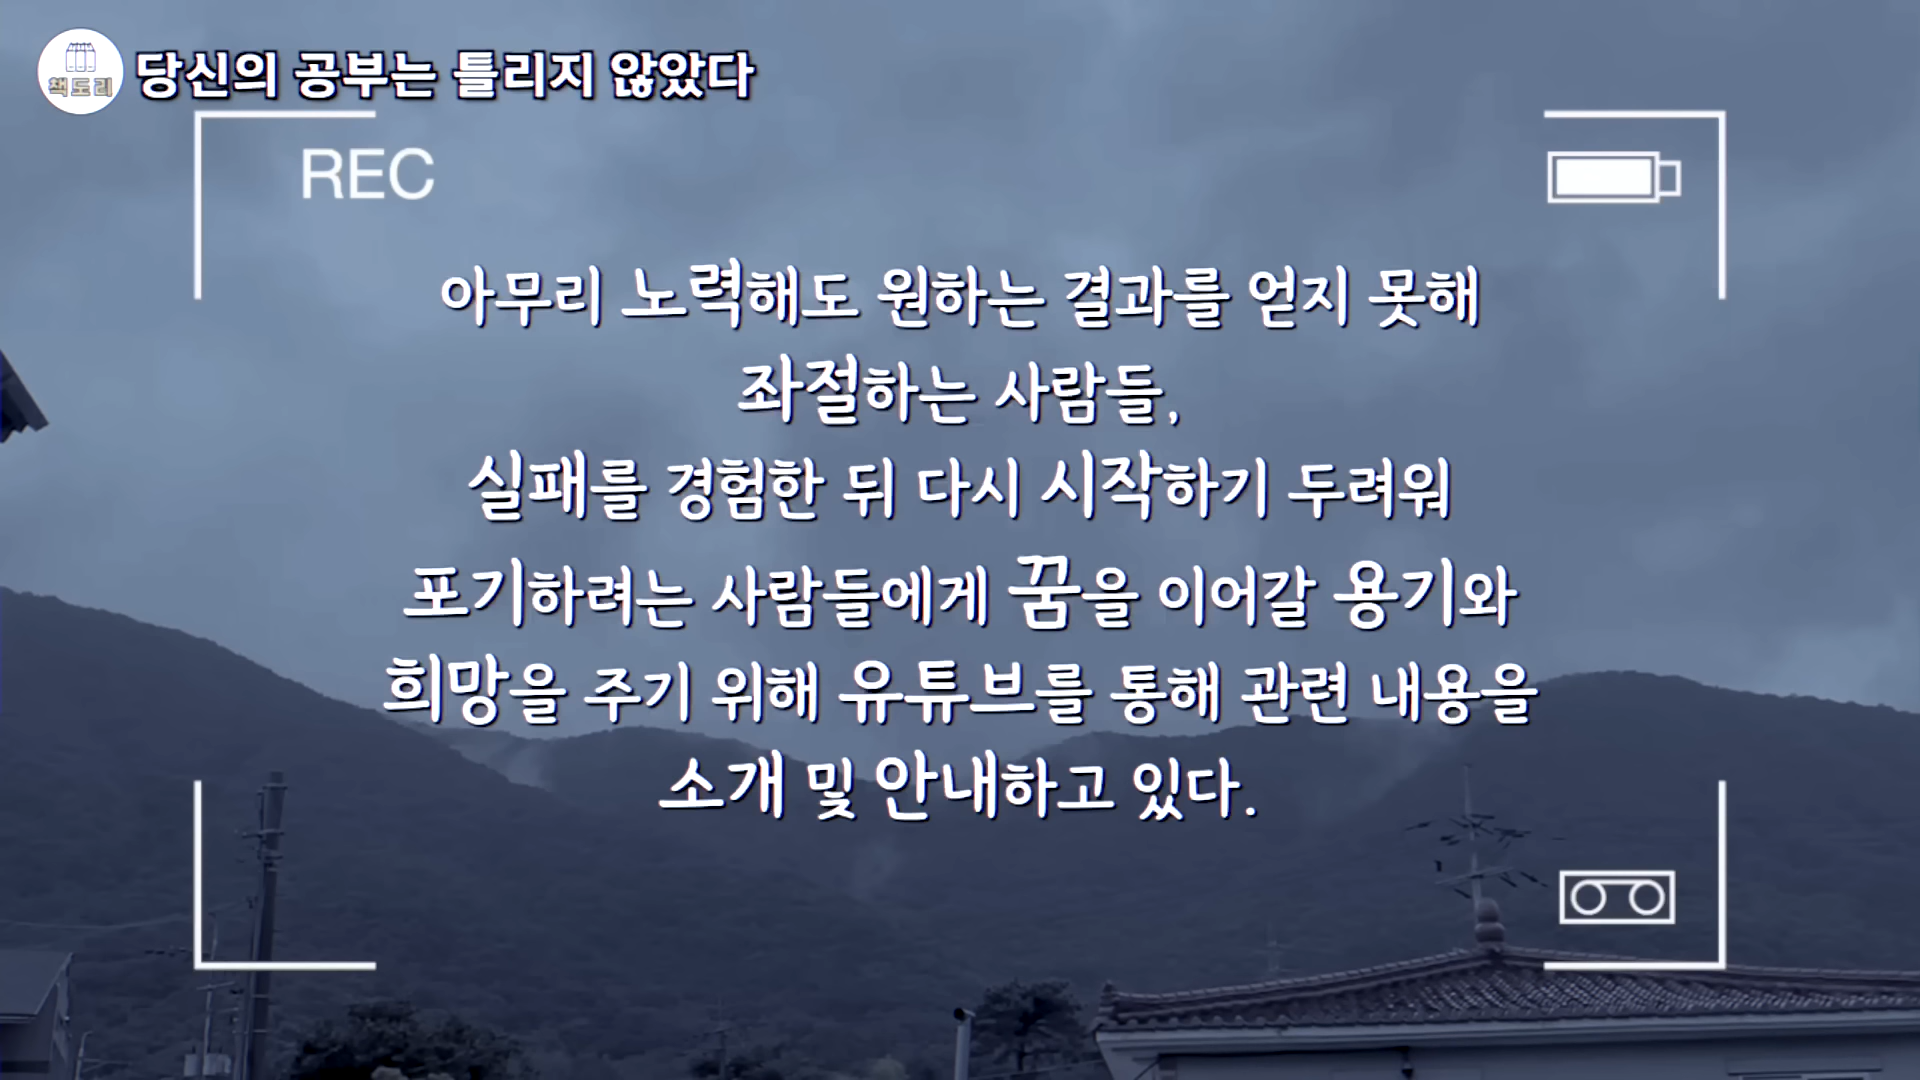 책도리
당신의 공부는 틀리지 않았다
REC
아무리 노력해도 원하는 결과를 얻지 못해
좌절하는 사람들,
실패를 경험한 뒤 다시 시작하기 두려워
포기하려는 사람들에게 꿈을 이어갈 용기와
희망을 주기 위해 유튜브를 통해 관련 내용을
소개 및 안내하고 있다.